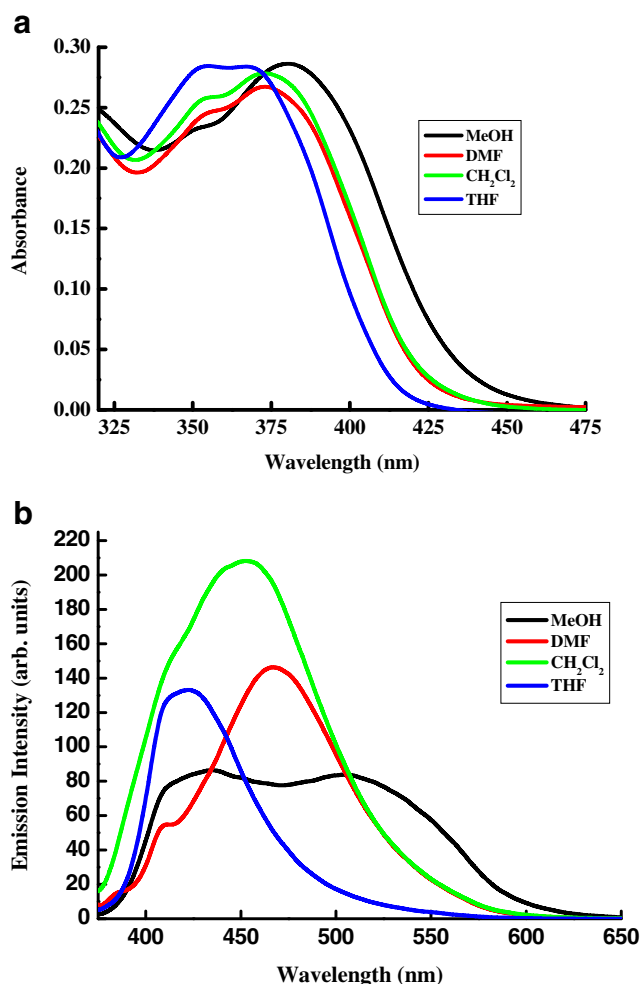 a
0.30
0.25
0.20
0.15
0.10
0.05
0.00
Absorbance
MeOH
DMF
CH₂Cl₂
THF
325 350 375 400 425 450 475
Wavelength (nm)
b
220
200
180
160
140
120
100
80
60
40
20
0
Emission Intensity (arb. units)
MeOH
DMF
CH₂Cl₂
THF
400 450 500 550 600 650
Wavelength (nm)